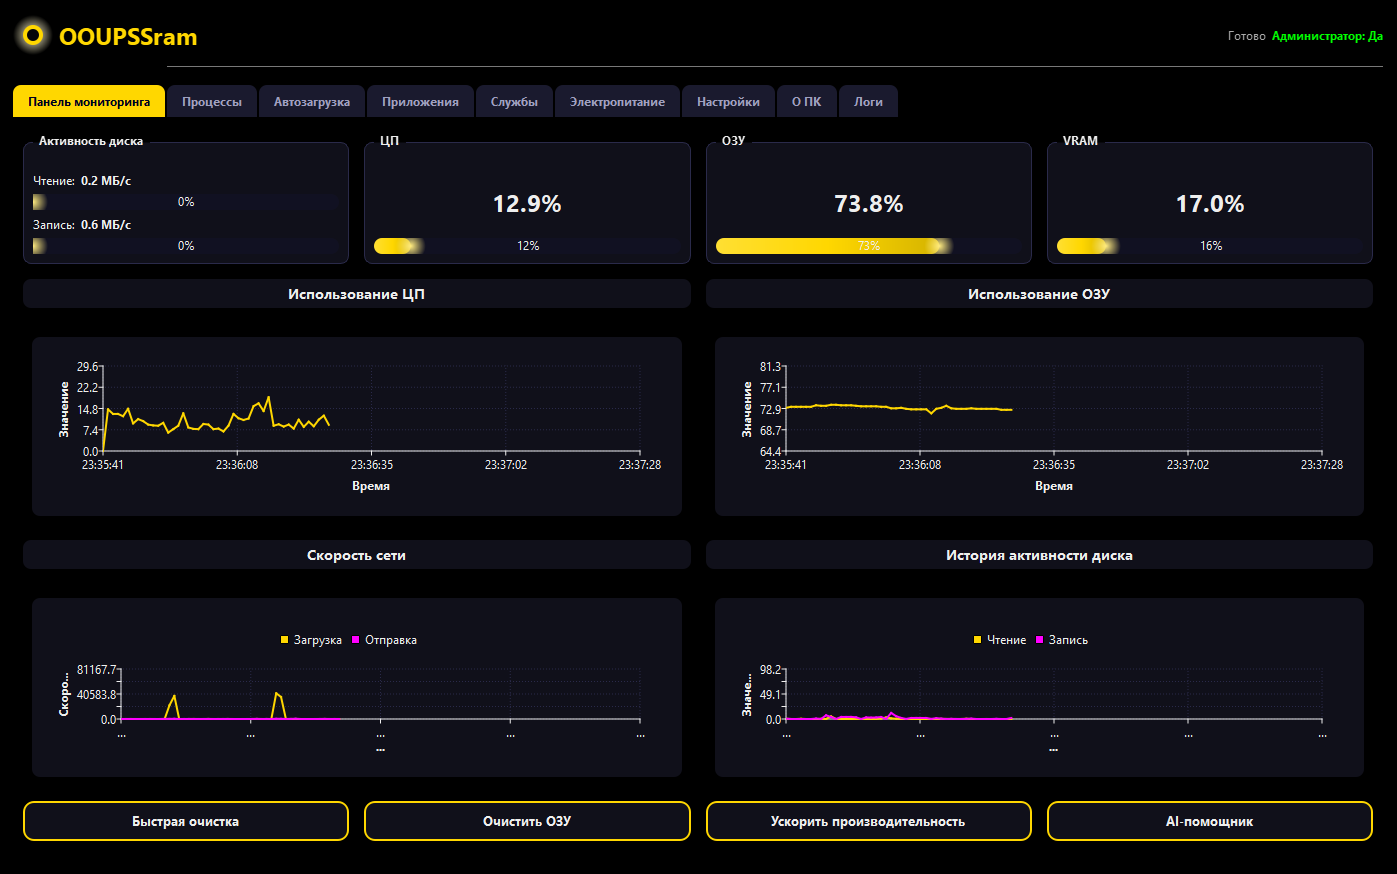 OOUPSSram
Готово Администратор: Да
Панель мониторинга Процессы Автозагрузка Приложения Службы Электропитание Настройки О ПК Логи
Активность диска ЦП ОЗУ VRAM
Чтение: 0.2 МБ/с
0%
Запись: 0.6 МБ/с
0%
12.9%
12%
73.8%
73%
17.0%
16%
Использование ЦП
Использование ОЗУ
Значение
29.6
22.2
14.8
7.4
0.0
23:35:41 23:36:08 23:36:35 23:37:02 23:37:28
Время
Значение
81.3
77.1
72.9
68.7
64.4
23:35:41 23:36:08 23:36:35 23:37:02 23:37:28
Время
Скорость сети
История активности диска
Загрузка Отправка
Скоро...
81167.7
40583.8
0.0
... ... ... ... ...
...
Чтение Запись
Значе...
98.2
49.1
0.0
... ... ... ... ...
...
Быстрая очистка Очистить ОЗУ Ускорить производительность AI-помощник